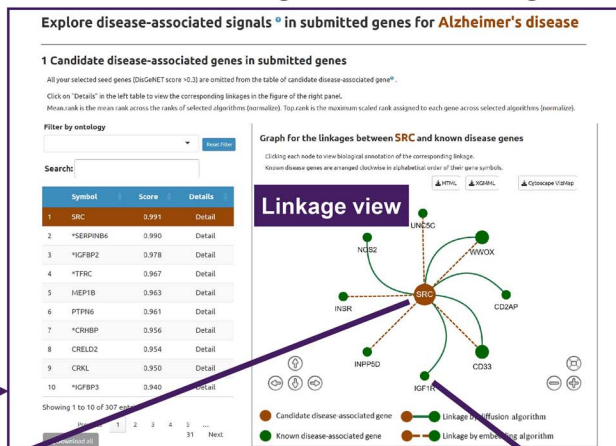 Explore disease-associated signals in submitted genes for Alzheimer's disease
1 Candidate disease-associated genes in submitted genes
All your selected seed genes (DisGeNET score >0.3) are omitted from the table of candidate disease-associated gene.
Click on "Details" in the left table to view the corresponding linkages in the figure of the right panel.
Mean.rank is the mean rank across the ranks of selected algorithms (normalize). Top.rank is the maximum scaled rank assigned to each gene across selected algorithms (normalize).
Filter by ontology
Reset Filter
Search:
Symbol Score Details
1 SRC 0.991 Detail
2 *SERPINB6 0.990 Detail
3 *IGFBP2 0.978 Detail
4 *TFRC 0.967 Detail
5 MEP1B 0.963 Detail
6 PTPN6 0.961 Detail
7 *CRHBP 0.956 Detail
8 CRELD2 0.954 Detail
9 CRKL 0.950 Detail
10 *IGFBP3 0.940 Detail
Showing 1 to 10 of 307
1 2 3 4 5 ...
31 Next
Download all
Graph for the linkages between SRC and known disease genes
Clicking each node to view biological annotation of the corresponding linkage.
Known disease genes are arranged clockwise in alphabetical order of their gene symbols.
HTML XGMML Cytoscape VizMap
Linkage view
UNC5C
NOS2
WWOX
SRC
INSR
CD2AP
INPP5D
CD33
IGF1R
Candidate disease-associated gene Linkage by diffusion algorithm
Known disease-associated gene Linkage by embedding algorithm